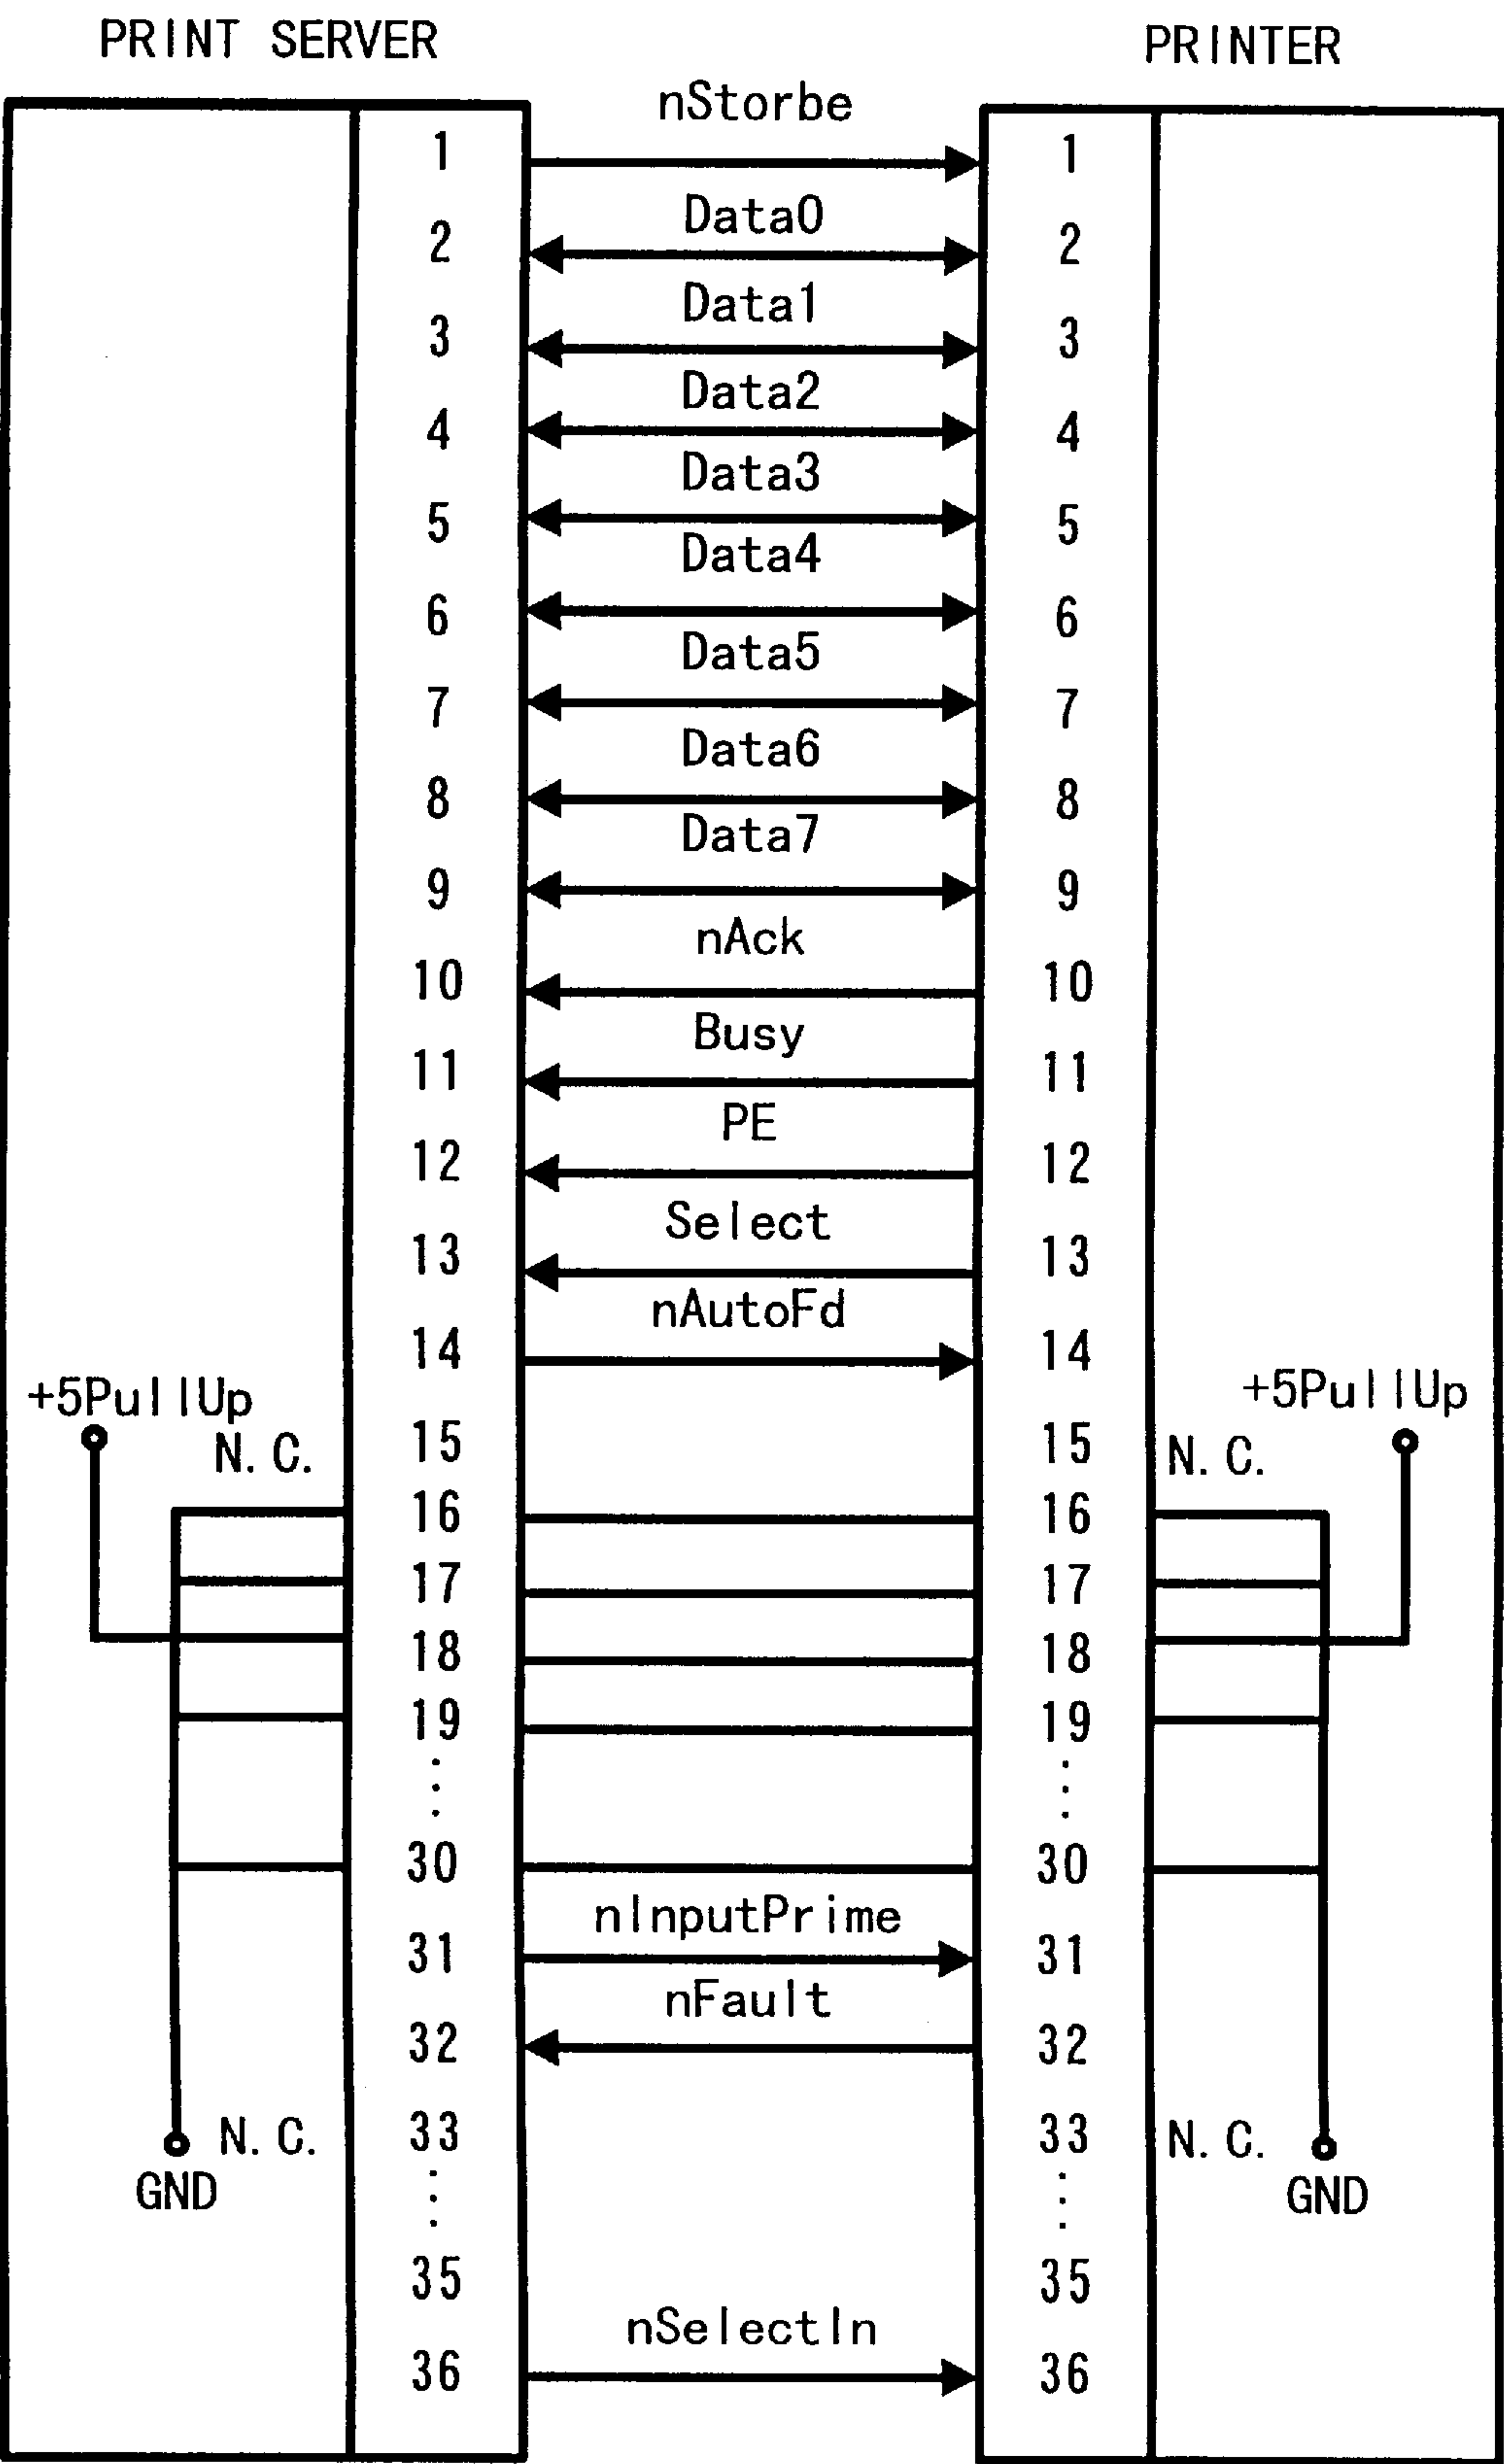 PRINT SERVER PRINTER
nStorbe
1 1
Data0
2 2
Data1
3 3
Data2
4 4
Data3
5 5
Data4
6 6
Data5
7 7
Data6
8 8
Data7
9 9
nAck
10 10
Busy
11 11
PE
12 12
Select
13 13
nAutoFd
14 14
+5PullUp +5PullUp
N.C. 15 15 N.C.
16 16
17 17
18 18
19 19
30 30
nInputPrime
31 31
nFault
32 32
N.C. 33 33 N.C.
GND GND
35 35
nSelectIn
36 36